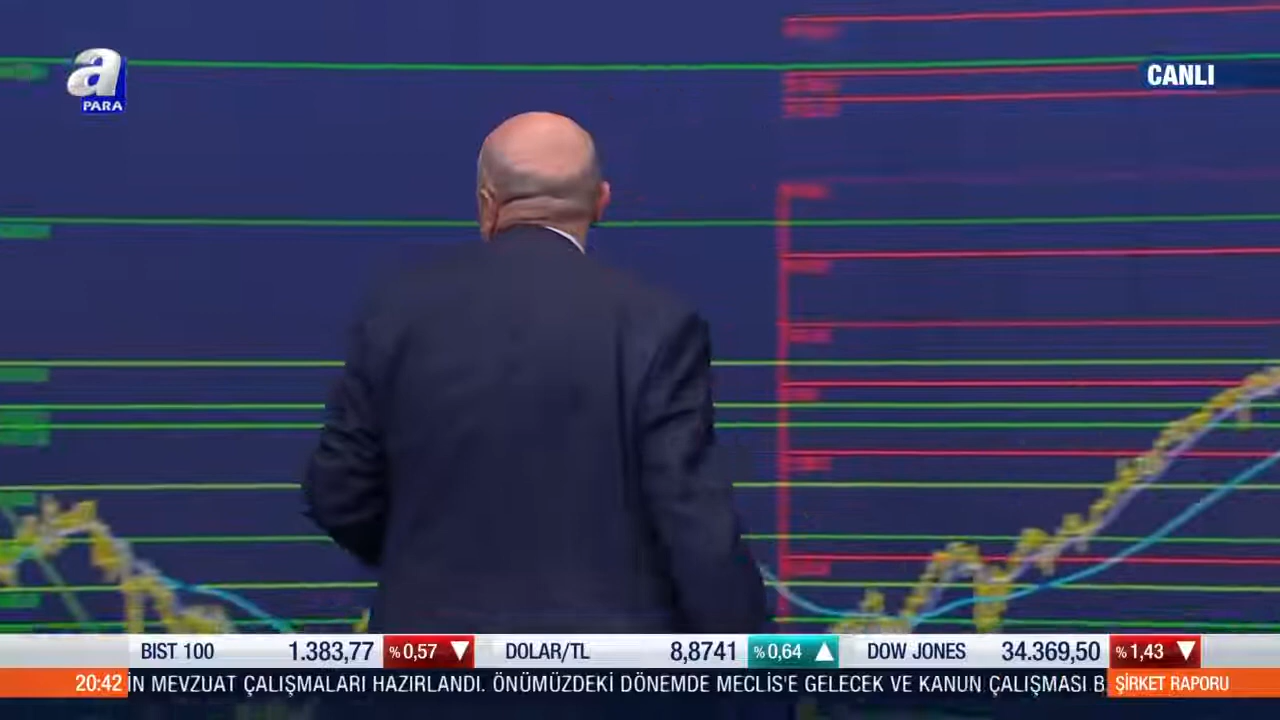 a
PARA
CANLI
BIST 100 1.383,77 %0,57 DOLAR/TL 8,8741 %0,64 DOW JONES 34.369,50 %1,43
20:42 İN MEVZUAT ÇALIŞMALARI HAZIRLANDI. ÖNÜMÜZDEKİ DÖNEMDE MECLİS'E GELECEK VE KANUN ÇALIŞMASI B ŞİRKET RAPORU